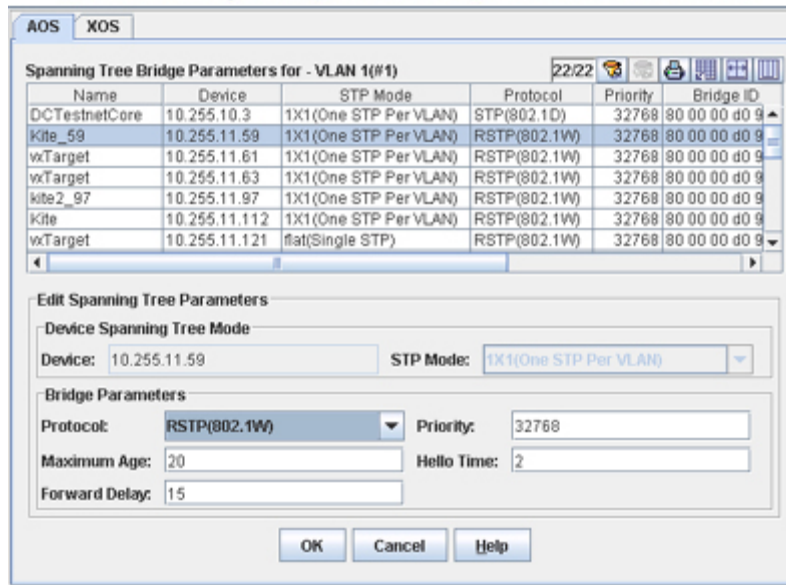 AOS XOS
Spanning Tree Bridge Parameters for - VLAN 1(#1) 22/22
Name Device STP Mode Protocol Priority Bridge ID
DCTestnetCore 10.255.10.3 1X1(One STP Per VLAN) STP(802.1D) 32768 80 00 00 d0 9
Kite_59 10.255.11.59 1X1(One STP Per VLAN) RSTP(802.1W) 32768 80 00 00 d0 9
vxTarget 10.255.11.61 1X1(One STP Per VLAN) RSTP(802.1W) 32768 80 00 00 d0 9
vxTarget 10.255.11.63 1X1(One STP Per VLAN) RSTP(802.1W) 32768 80 00 00 d0 9
kite2_97 10.255.11.97 1X1(One STP Per VLAN) RSTP(802.1W) 32768 80 00 00 d0 9
Kite 10.255.11.112 1X1(One STP Per VLAN) RSTP(802.1W) 32768 80 00 00 d0 9
vxTarget 10.255.11.121 flat(Single STP) RSTP(802.1W) 32768 80 00 00 d0 9
Edit Spanning Tree Parameters
Device Spanning Tree Mode
Device: 10.255.11.59 STP Mode: 1X1(One STP Per VLAN)
Bridge Parameters
Protocol: RSTP(802.1W) Priority: 32768
Maximum Age: 20 Hello Time: 2
Forward Delay: 15
OK Cancel Help